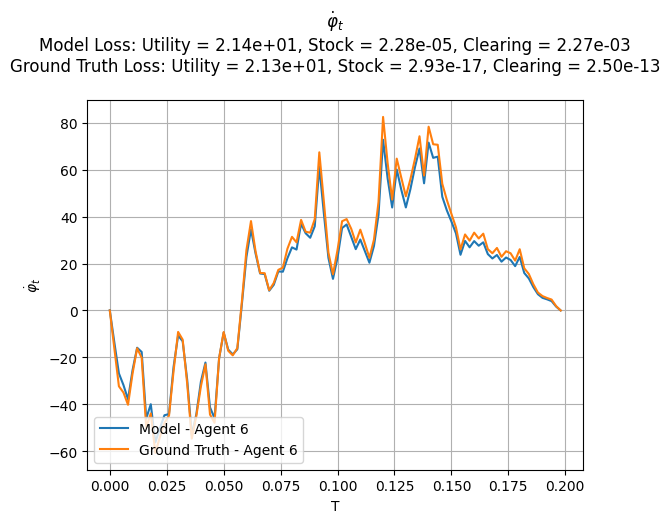 φ̇ₜ
Model Loss: Utility = 2.14e+01, Stock = 2.28e-05, Clearing = 2.27e-03
Ground Truth Loss: Utility = 2.13e+01, Stock = 2.93e-17, Clearing = 2.50e-13
80
60
40
20
0
−20
−40
−60
φ̇ₜ
Model - Agent 6
Ground Truth - Agent 6
0.000 0.025 0.050 0.075 0.100 0.125 0.150 0.175 0.200
T